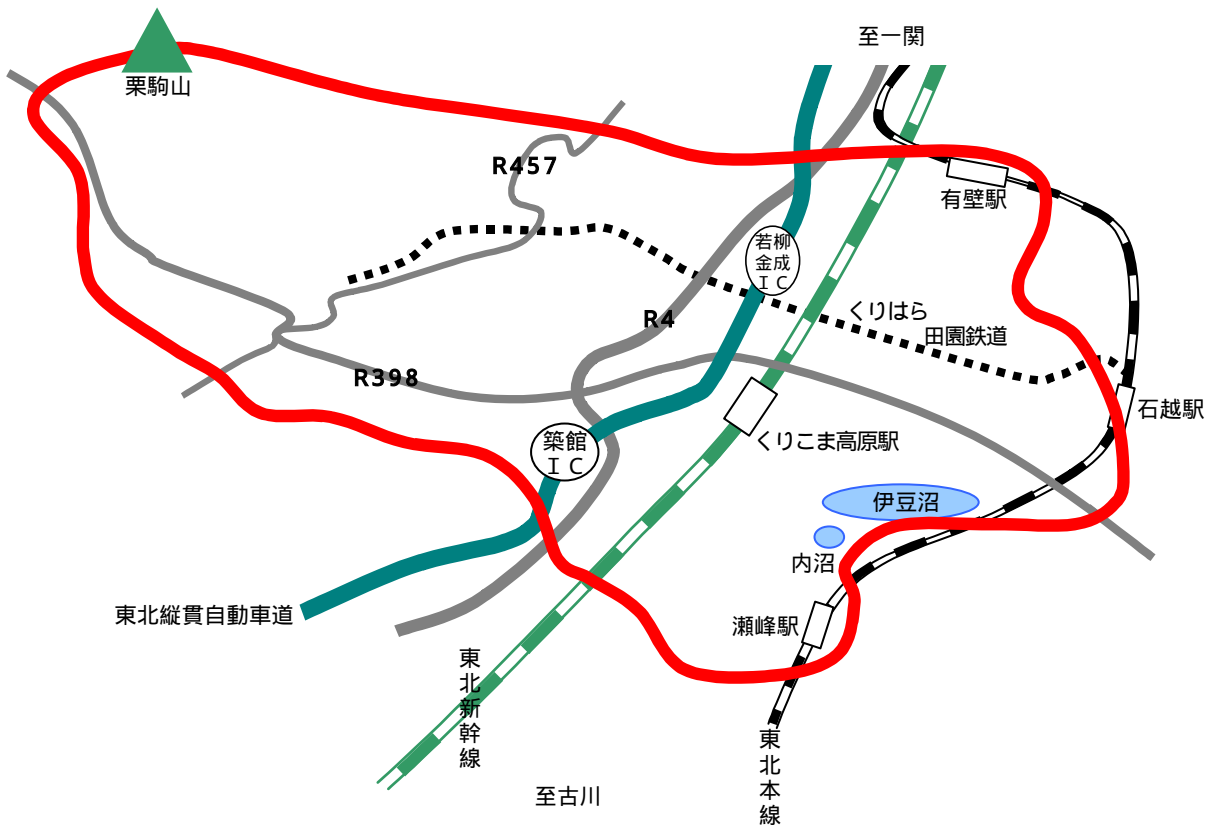 至一関
栗駒山
R457
有壁駅
若柳
金成
ＩＣ
くりはら
田園鉄道
R4
R398
石越駅
築館
ＩＣ
くりこま高原駅
伊豆沼
内沼
東北縦貫自動車道
瀬峰駅
東北新幹線
東北本線
至古川